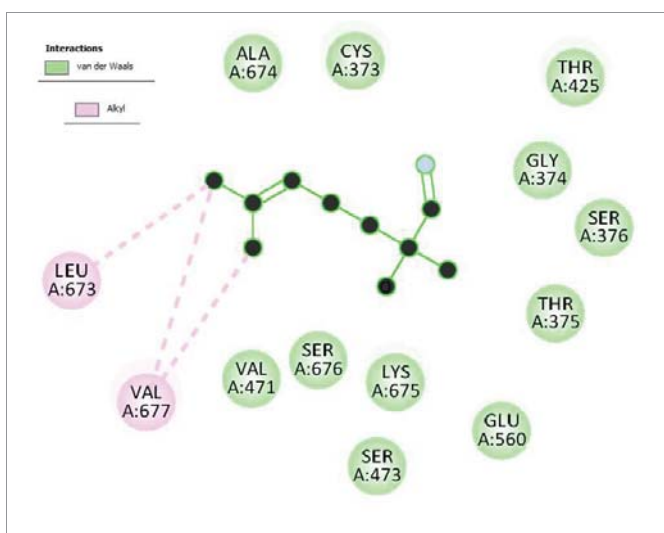 Interactions
van der Waals
Alkyl
ALA
A:674
CYS
A:373
THR
A:425
GLY
A:374
SER
A:376
LEU
A:673
THR
A:375
VAL
A:677
VAL
A:471
SER
A:676
LYS
A:675
GLU
A:560
SER
A:473